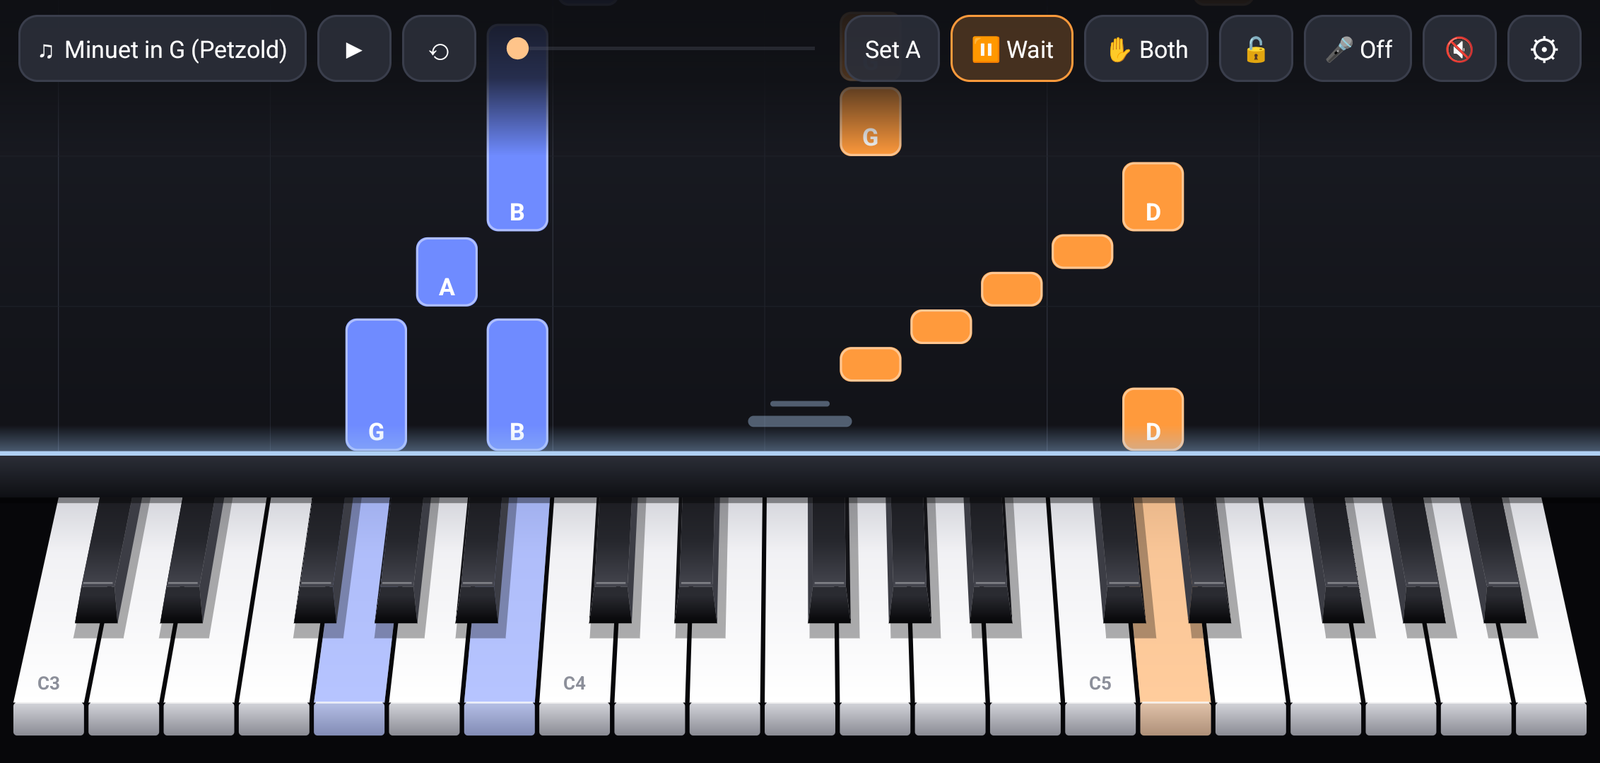 ♫ Minuet in G (Petzold)
Set A
Wait
Both
Off
G
D
B
A
G
B
D
C3
C4
C5